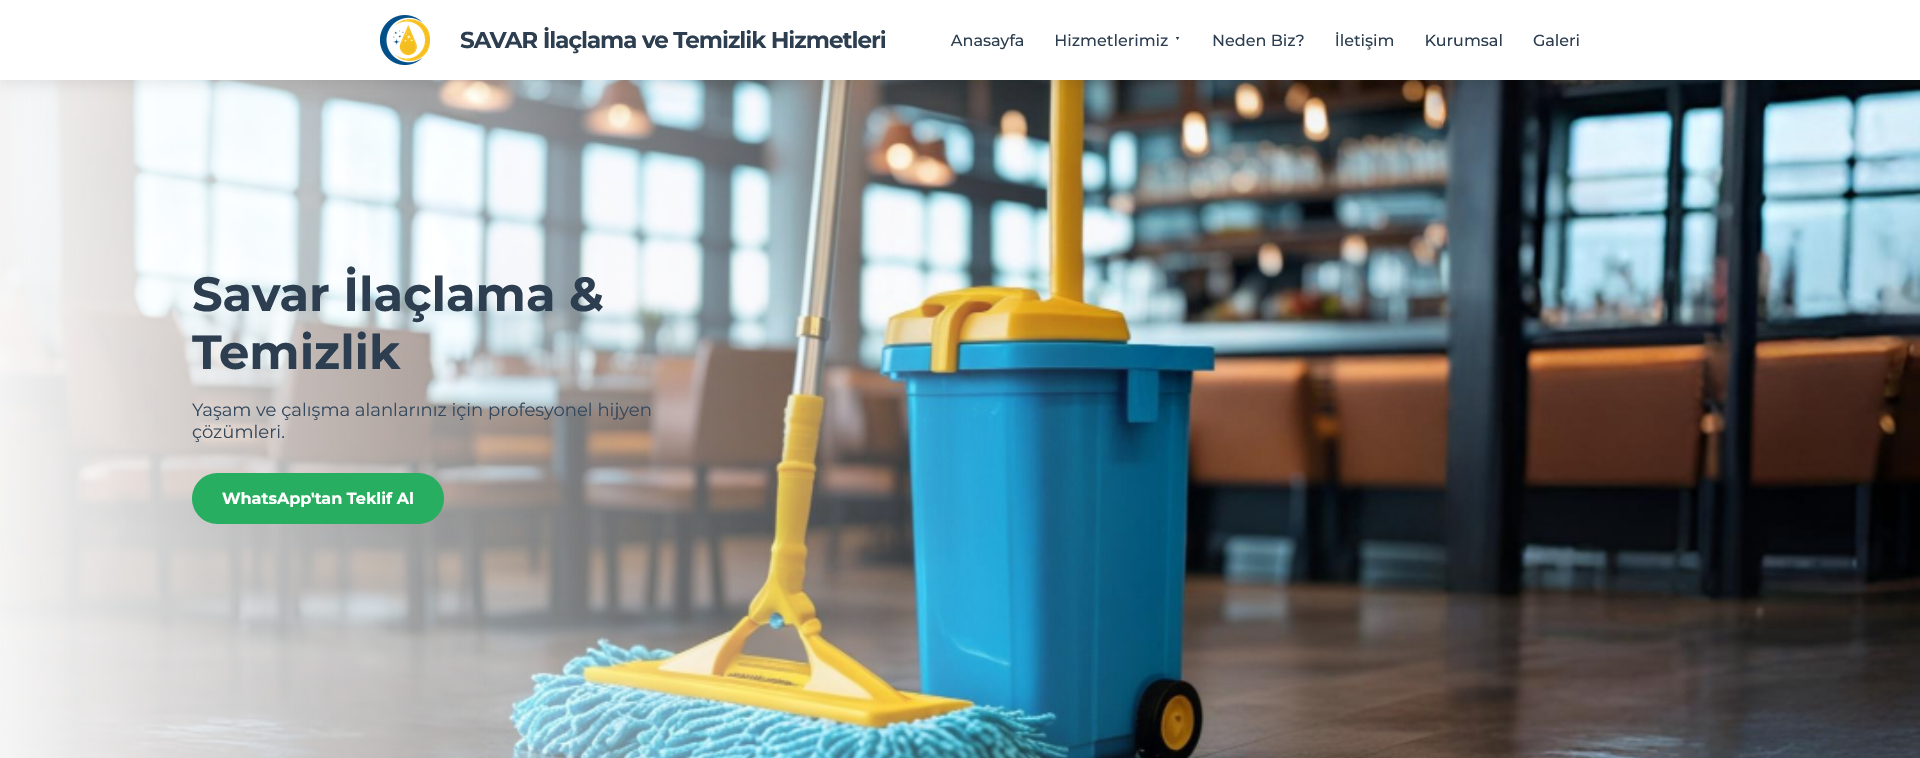 SAVAR İlaçlama ve Temizlik Hizmetleri
Anasayfa
Hizmetlerimiz
Neden Biz?
İletişim
Kurumsal
Galeri
Savar İlaçlama &
Temizlik
Yaşam ve çalışma alanlarınız için profesyonel hijyen
çözümleri.
WhatsApp'tan Teklif Al